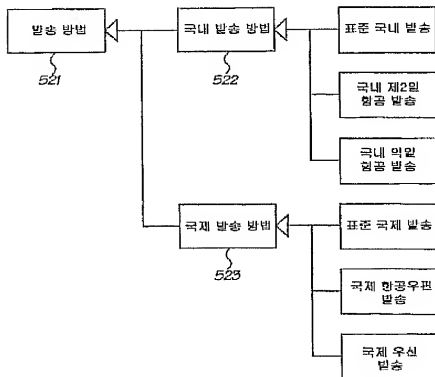 발송 방법
521
국내 발송 방법
522
표준 국내 발송
국내 제2일
항공 발송
국내 익일
항공 발송
국제 발송 방법
523
표준 국제 발송
국제 항공우편
발송
국제 우선
발송